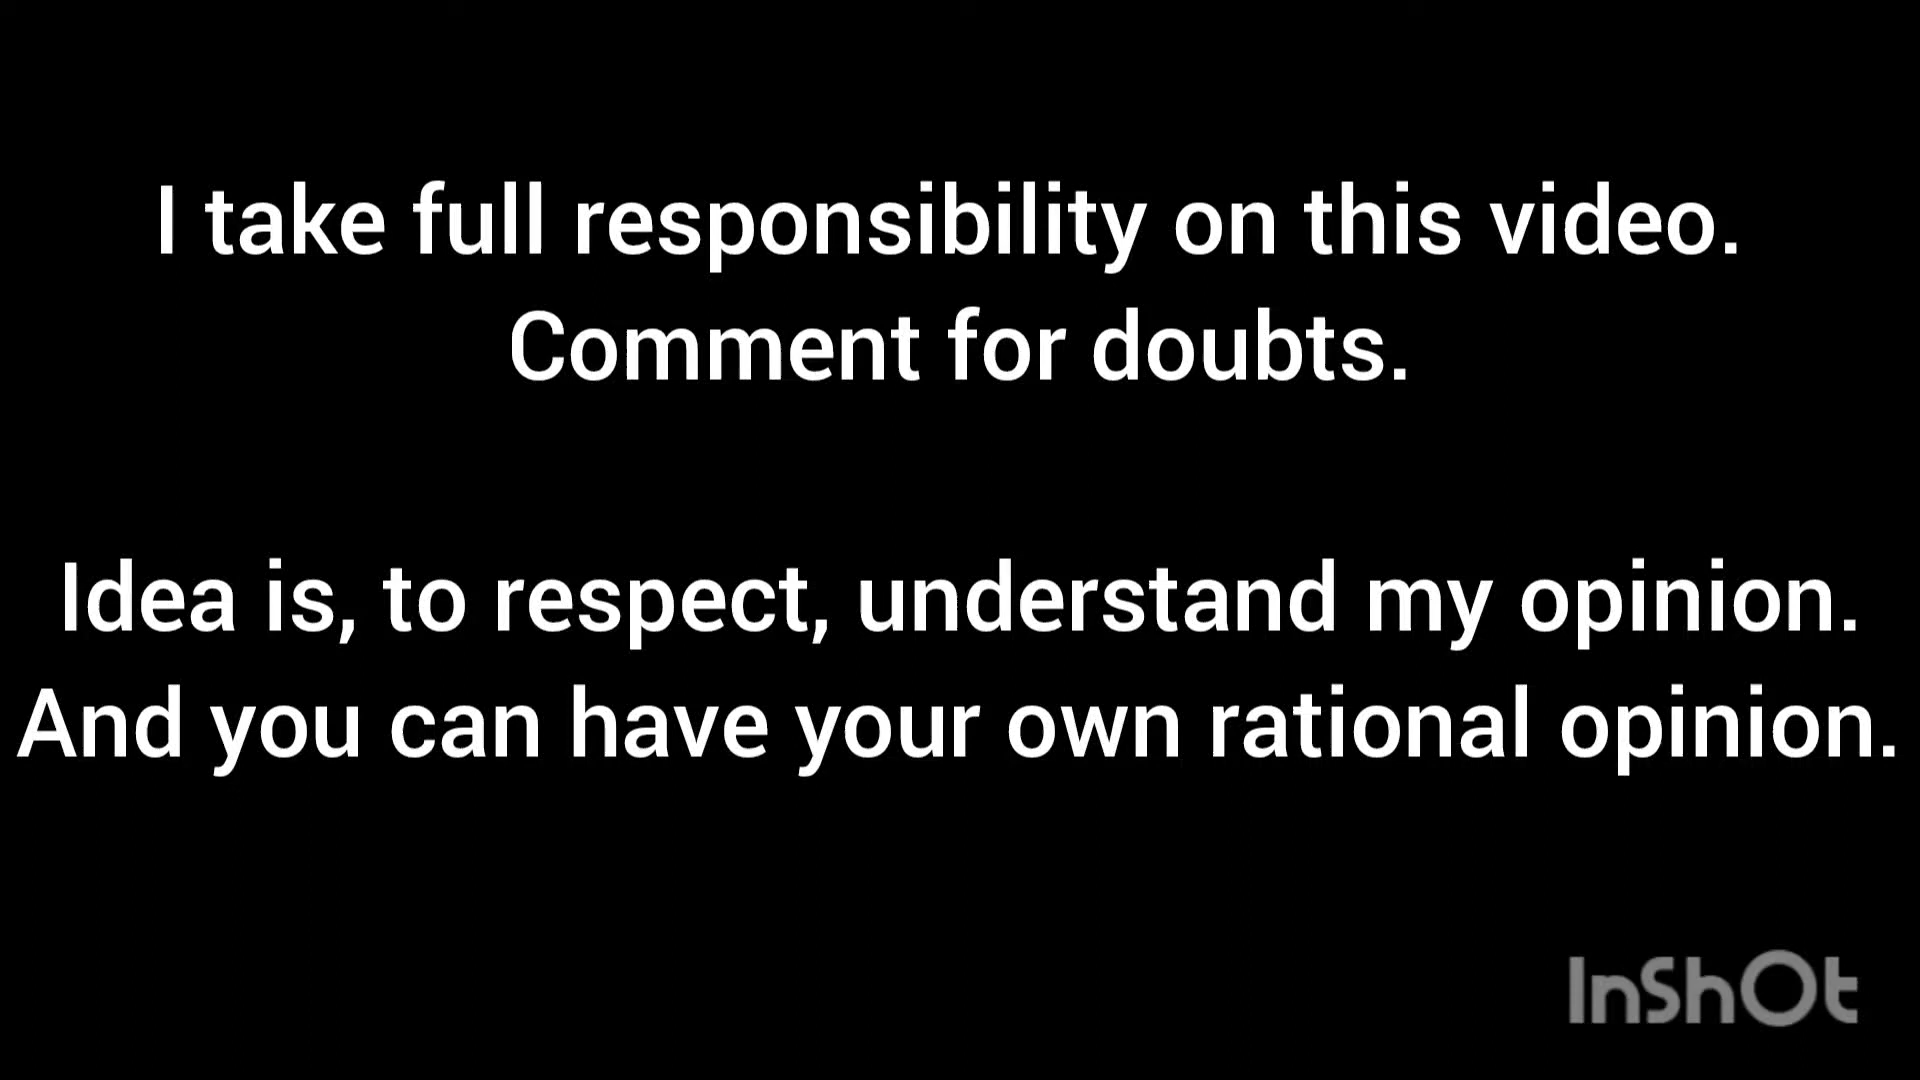 I take full responsibility on this video.
Comment for doubts.
Idea is, to respect, understand my opinion.
And you can have your own rational opinion.
InShOt